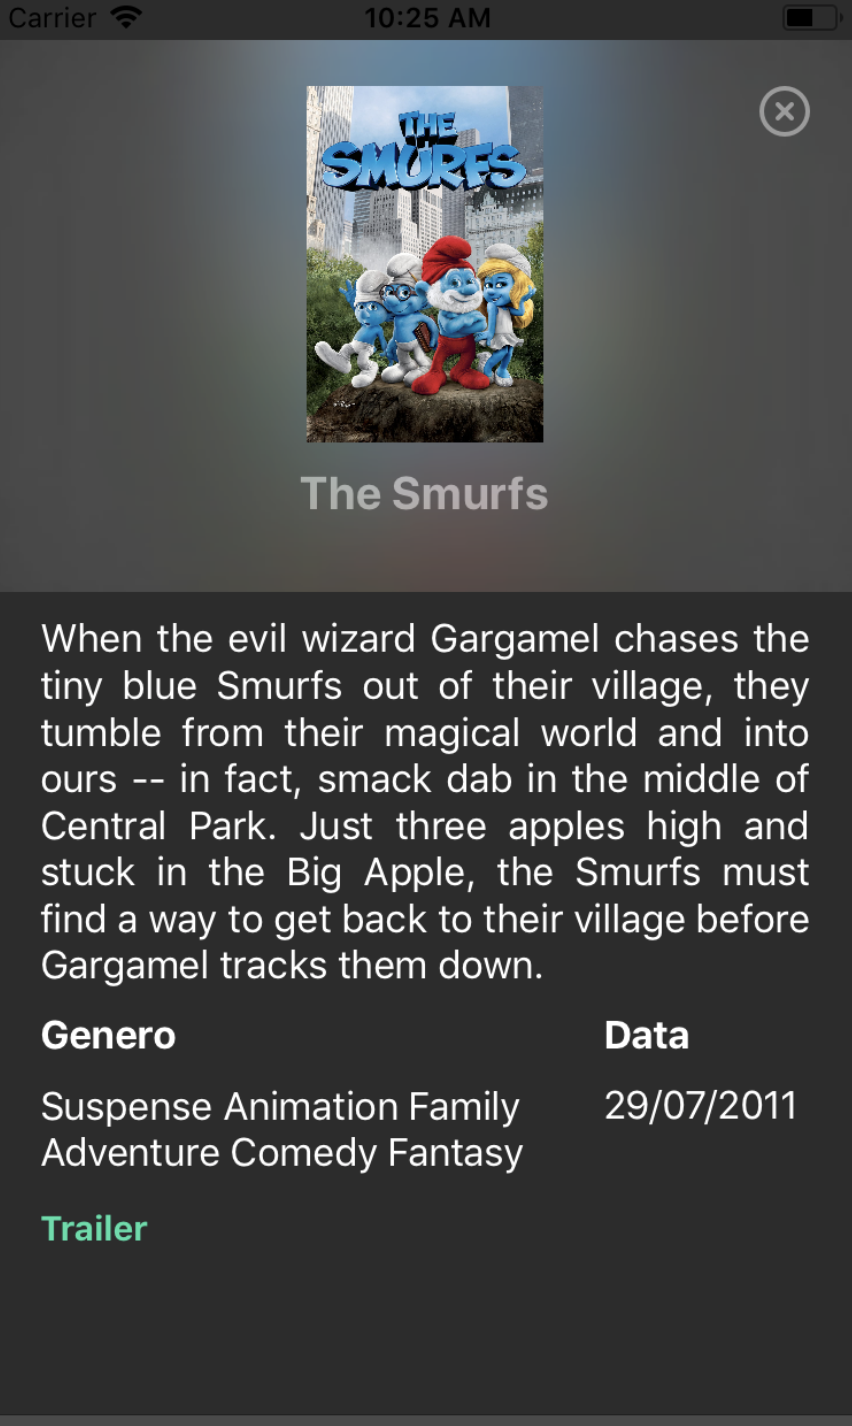 Carrier 10:25 AM
THE
SMURFS
The Smurfs
When the evil wizard Gargamel chases the
tiny blue Smurfs out of their village, they
tumble from their magical world and into
ours -- in fact, smack dab in the middle of
Central Park. Just three apples high and
stuck in the Big Apple, the Smurfs must
find a way to get back to their village before
Gargamel tracks them down.
Genero Data
Suspense Animation Family 29/07/2011
Adventure Comedy Fantasy
Trailer